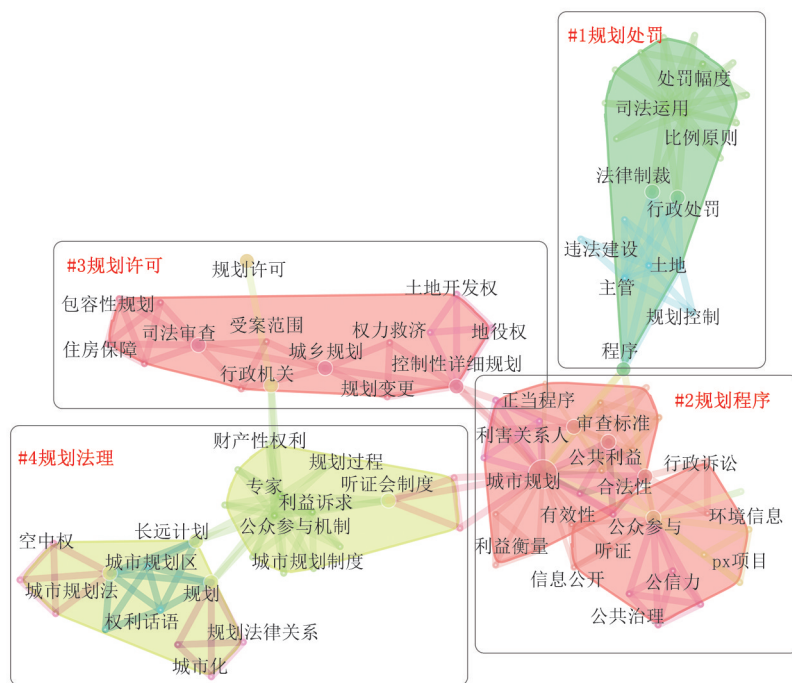 #1规划处罚
处罚幅度
司法运用
比例原则
法律制裁
行政处罚
违法建设
土地
主管
规划控制
程序
#3规划许可
规划许可
土地开发权
包容性规划
司法审查
受案范围
权力救济
地役权
住房保障
城乡规划
控制性详细规划
行政机关
规划变更
#2规划程序
正当程序
审查标准
利害关系人
公共利益
行政诉讼
城市规划
合法性
有效性
公众参与
环境信息
利益衡量
听证
px项目
信息公开
公信力
公共治理
#4规划法理
财产性权利
规划过程
专家
听证会制度
利益诉求
长远计划
公众参与机制
空中权
城市规划区
城市规划制度
城市规划法
规划
权利话语
规划法律关系
城市化